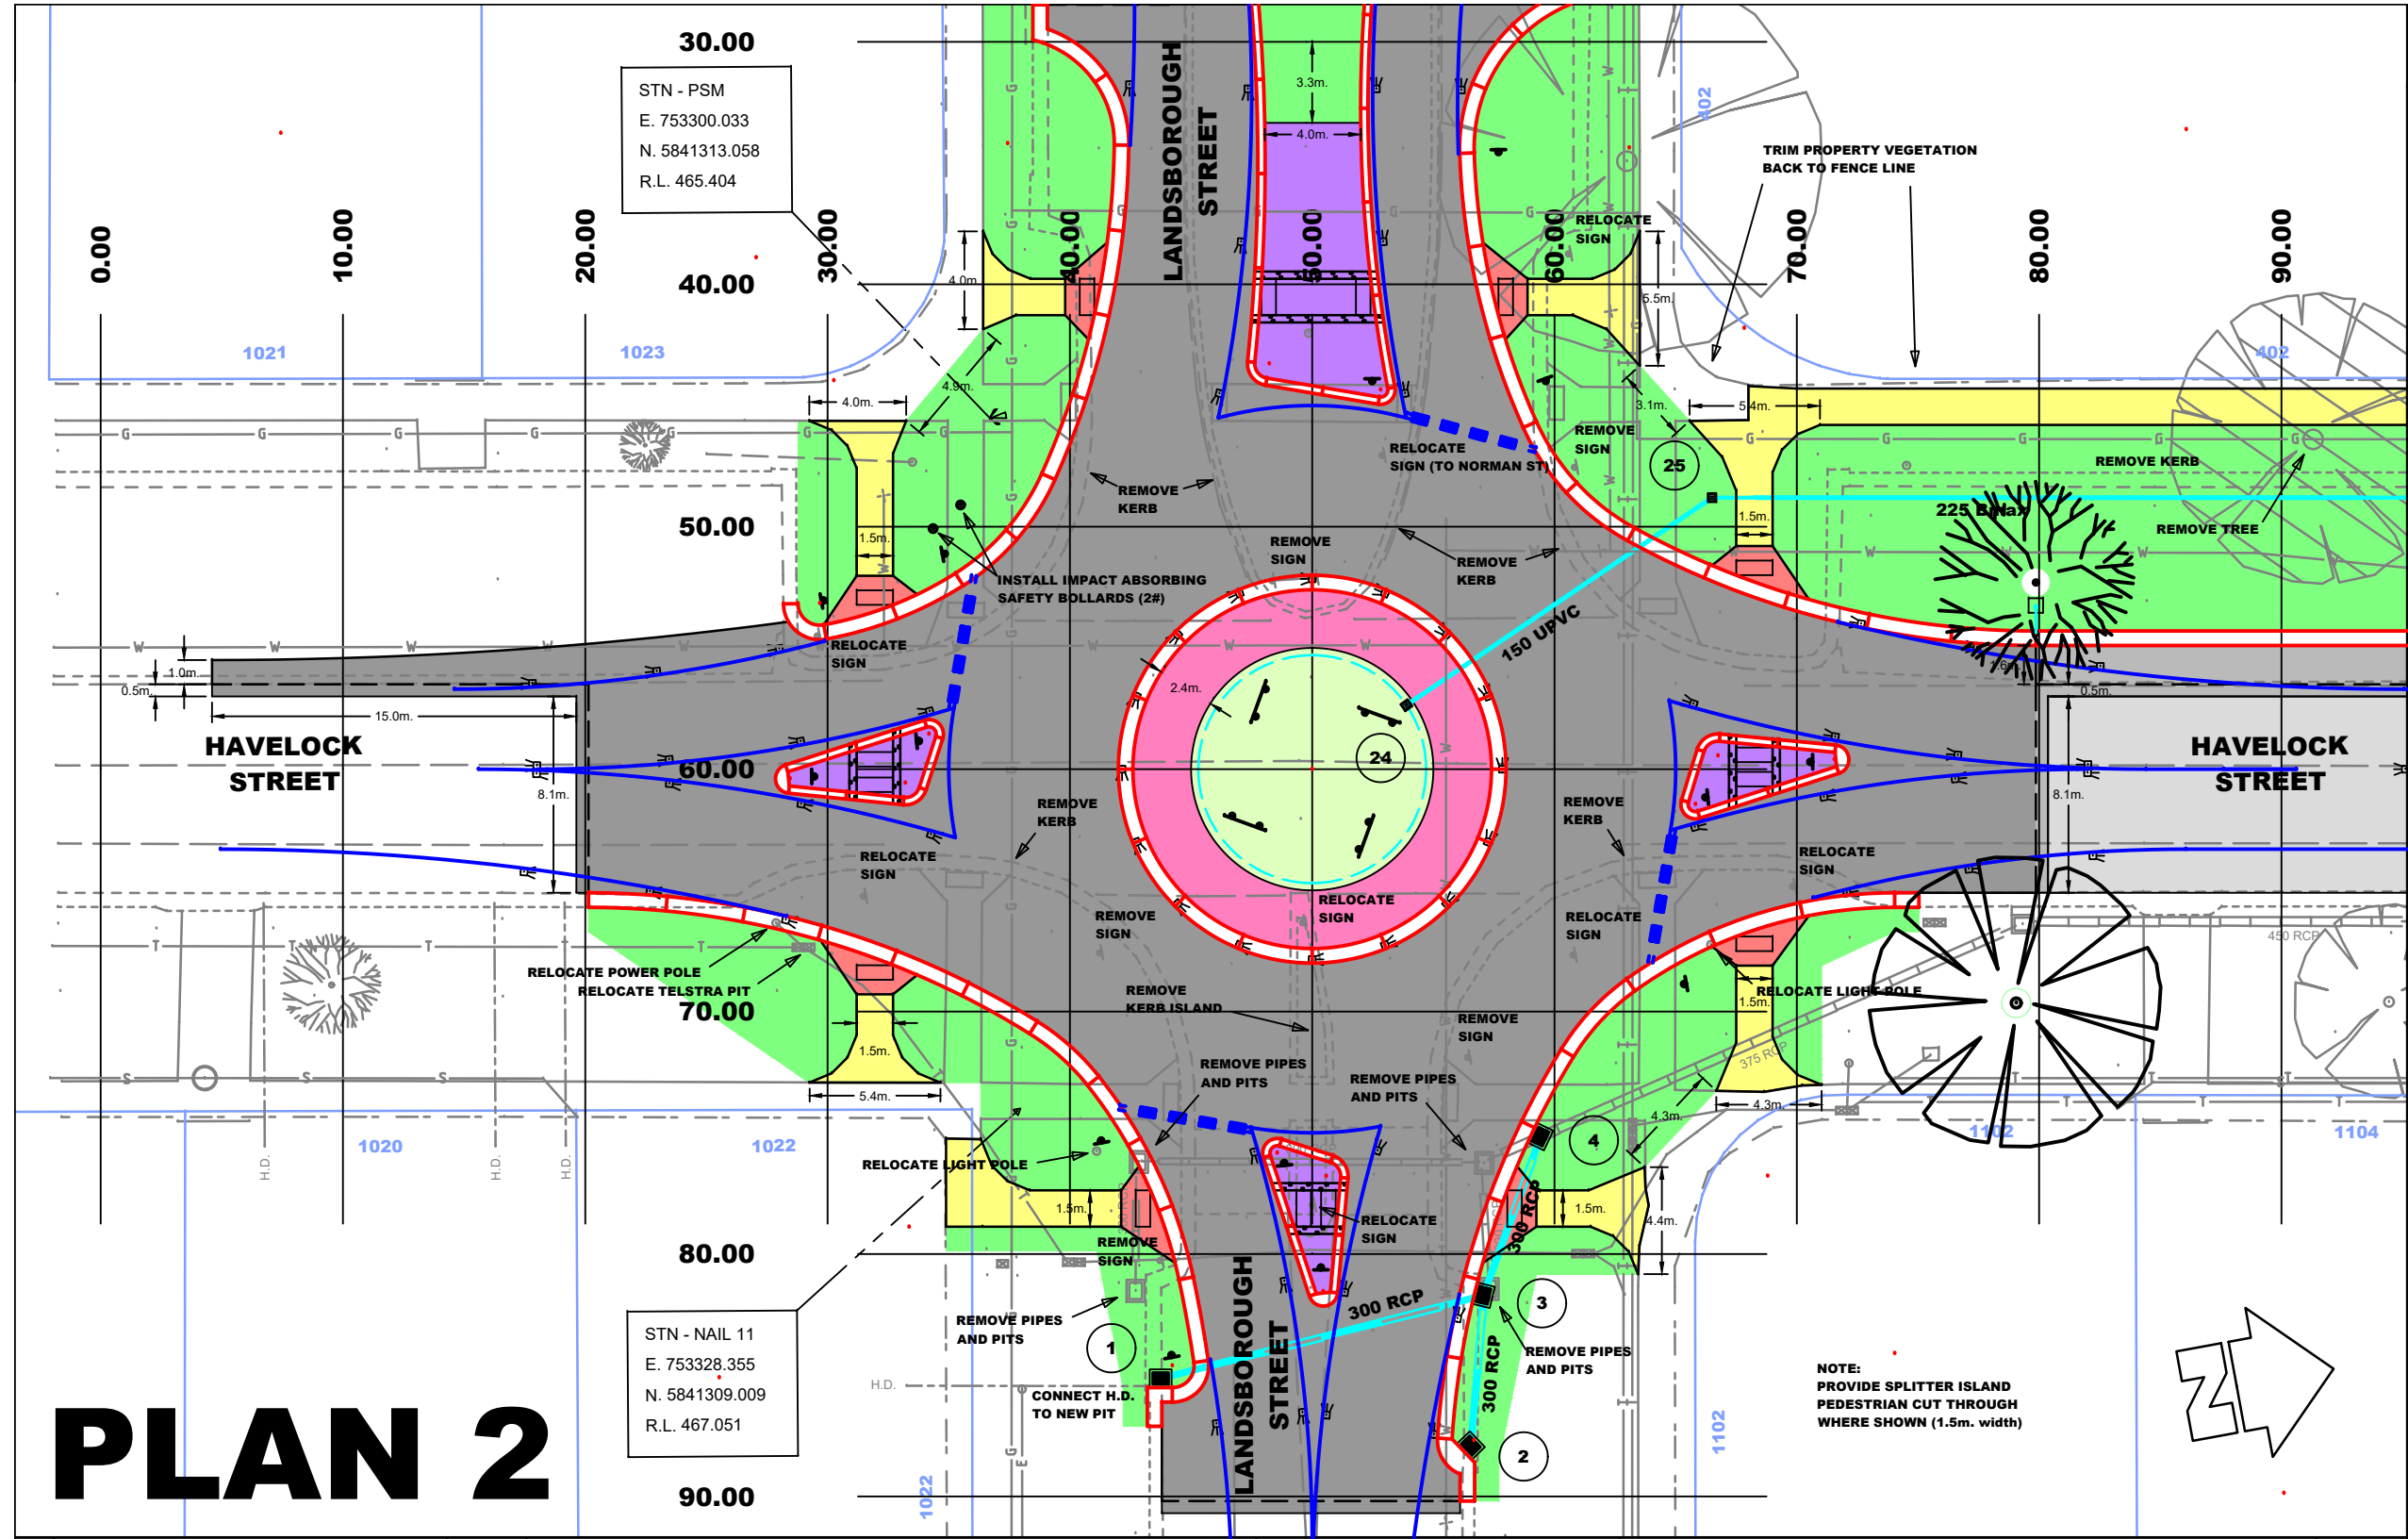 30.00
STN - PSM
E. 753300.033
N. 5841313.058
R.L. 465.404
LANDSBOROUGH
STREET
3.3m.
4.0m.
402
TRIM PROPERTY VEGETATION
BACK TO FENCE LINE
0.00
10.00
20.00
30.00
40.00
50.00
60.00
70.00
80.00
90.00
RELOCATE
SIGN
40.00
4.0m.
5.5m.
1021
1023
402
4.9m.
4.0m.
3.1m.
5.4m.
REMOVE
SIGN
RELOCATE
SIGN (TO NORMAN ST)
25
REMOVE KERB
REMOVE
KERB
225 BMax
REMOVE TREE
50.00
1.5m.
1.5m.
REMOVE
SIGN
REMOVE
KERB
INSTALL IMPACT ABSORBING
SAFETY BOLLARDS (2#)
150 UPVC
RELOCATE
SIGN
1.0m.
0.5m.
15.0m.
2.4m.
1.6m.
0.5m.
HAVELOCK
STREET
60.00
24
HAVELOCK
STREET
8.1m.
8.1m.
REMOVE
KERB
REMOVE
KERB
RELOCATE
SIGN
RELOCATE
SIGN
RELOCATE
SIGN
REMOVE
SIGN
RELOCATE
SIGN
450 RCP
RELOCATE POWER POLE
RELOCATE TELSTRA PIT
REMOVE
KERB ISLAND
RELOCATE LIGHT POLE
1.5m.
70.00
REMOVE
SIGN
1.5m.
375 RCP
REMOVE PIPES
AND PITS
REMOVE PIPES
AND PITS
5.4m.
4.3m.
4.3m.
1020
1022
4
1102
1104
H.D.
H.D.
H.D.
RELOCATE LIGHT POLE
1.5m.
300 RCP
1.5m.
4.4m.
RELOCATE
SIGN
REMOVE
SIGN
80.00
300 RCP
3
REMOVE PIPES
AND PITS
1
REMOVE PIPES
AND PITS
STN - NAIL 11
E. 753328.355
N. 5841309.009
R.L. 467.051
LANDSBOROUGH
STREET
300 RCP
H.D.
CONNECT H.D.
TO NEW PIT
NOTE:
PROVIDE SPLITTER ISLAND
PEDESTRIAN CUT THROUGH
WHERE SHOWN (1.5m. width)
N
2
1102
1022
PLAN 2
90.00